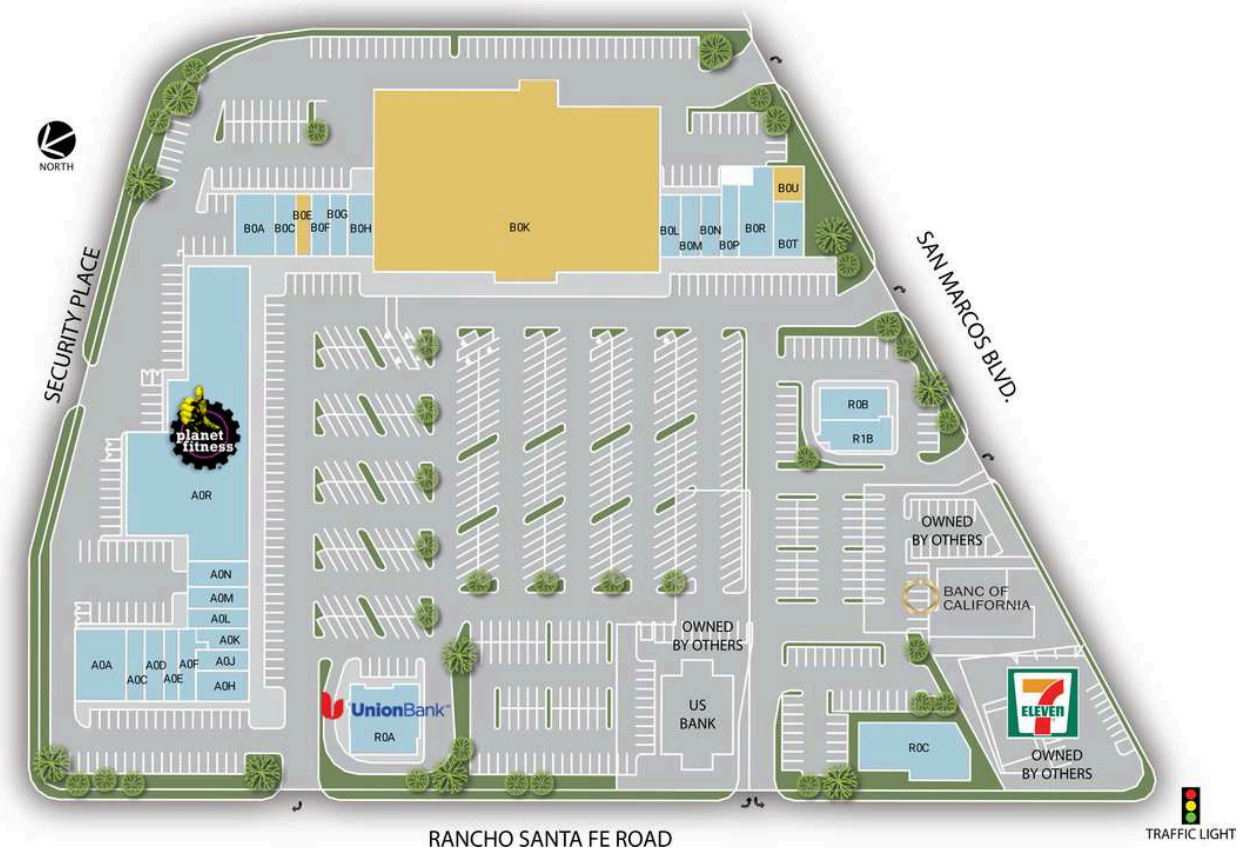 NORTH
SECURITY PLACE
SAN MARCOS BLVD.
B0A
B0C
B0E
B0F
B0G
B0H
B0K
B0L
B0M
B0N
B0P
B0R
B0U
B0T
planet
fitness
A0R
A0N
A0M
A0L
A0K
A0J
A0H
A0A
A0C
A0D
A0E
A0F
R0B
R1B
OWNED
BY OTHERS
BANC OF
CALIFORNIA
OWNED
BY OTHERS
US
BANK
UnionBank
R0A
R0C
7
ELEVEN
OWNED
BY OTHERS
RANCHO SANTA FE ROAD
TRAFFIC LIGHT